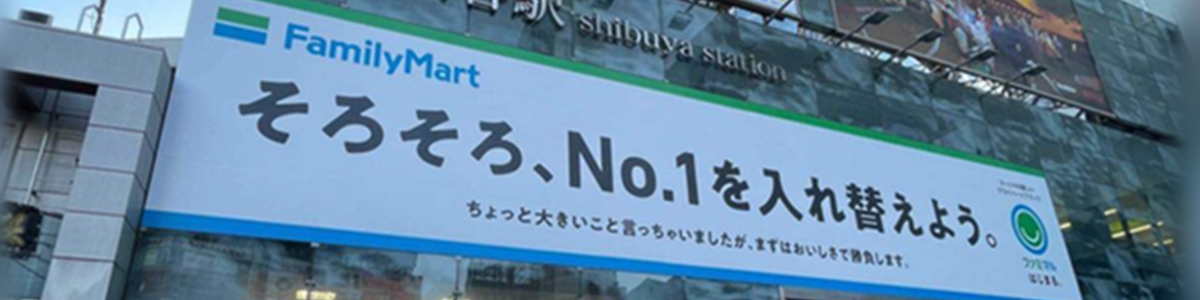 駅 shibuya station
FamilyMart
そろそろ、No.1を入れ替えよう。
ちょっと大きいこと言っちゃいましたが、まずはおいしさで勝負します。
ファミマル
はじまる。